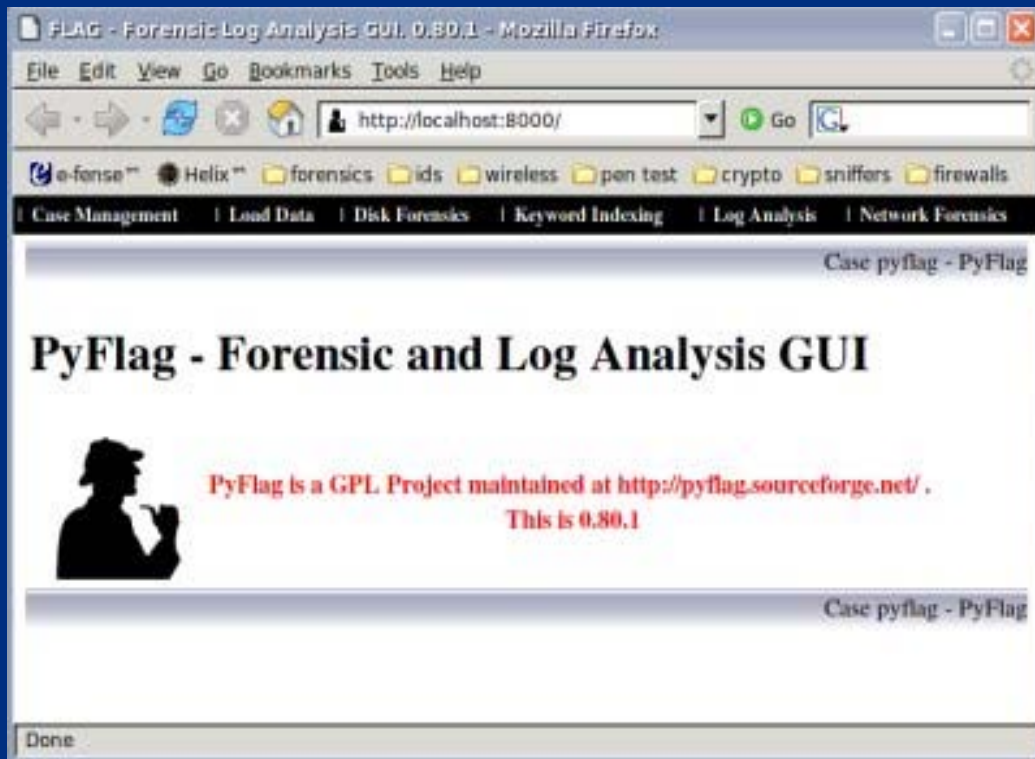 FLAG - Forensic Log Analysis GUI. 0.80.1 - Mozilla Firefox
File Edit View Go Bookmarks Tools Help
http://localhost:8000/ Go G
e-fense™ Helix™ forensics ids wireless pen test crypto sniffers firewalls
| Case Management | Load Data | Disk Forensics | Keyword Indexing | Log Analysis | Network Forensics
Case pyflag - PyFlag
PyFlag - Forensic and Log Analysis GUI
PyFlag is a GPL Project maintained at http://pyflag.sourceforge.net/ .
This is 0.80.1
Case pyflag - PyFlag
Done